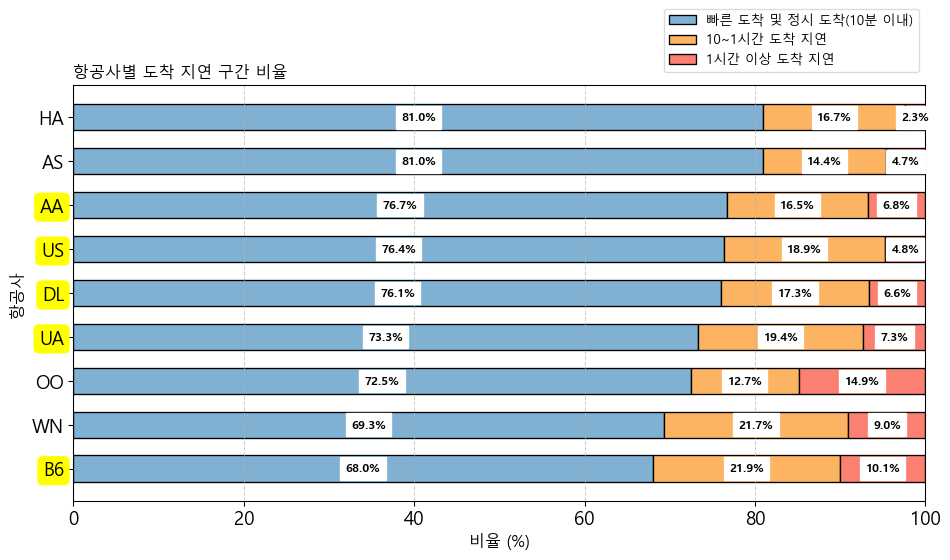 빠른 도착 및 정시 도착(10분 이내)
10~1시간 도착 지연
1시간 이상 도착 지연
항공사별 도착 지연 구간 비율
HA 81.0% 16.7% 2.3%
AS 81.0% 14.4% 4.7%
AA 76.7% 16.5% 6.8%
US 76.4% 18.9% 4.8%
DL 76.1% 17.3% 6.6%
UA 73.3% 19.4% 7.3%
OO 72.5% 12.7% 14.9%
WN 69.3% 21.7% 9.0%
B6 68.0% 21.9% 10.1%
항공사
0 20 40 60 80 100
비율 (%)